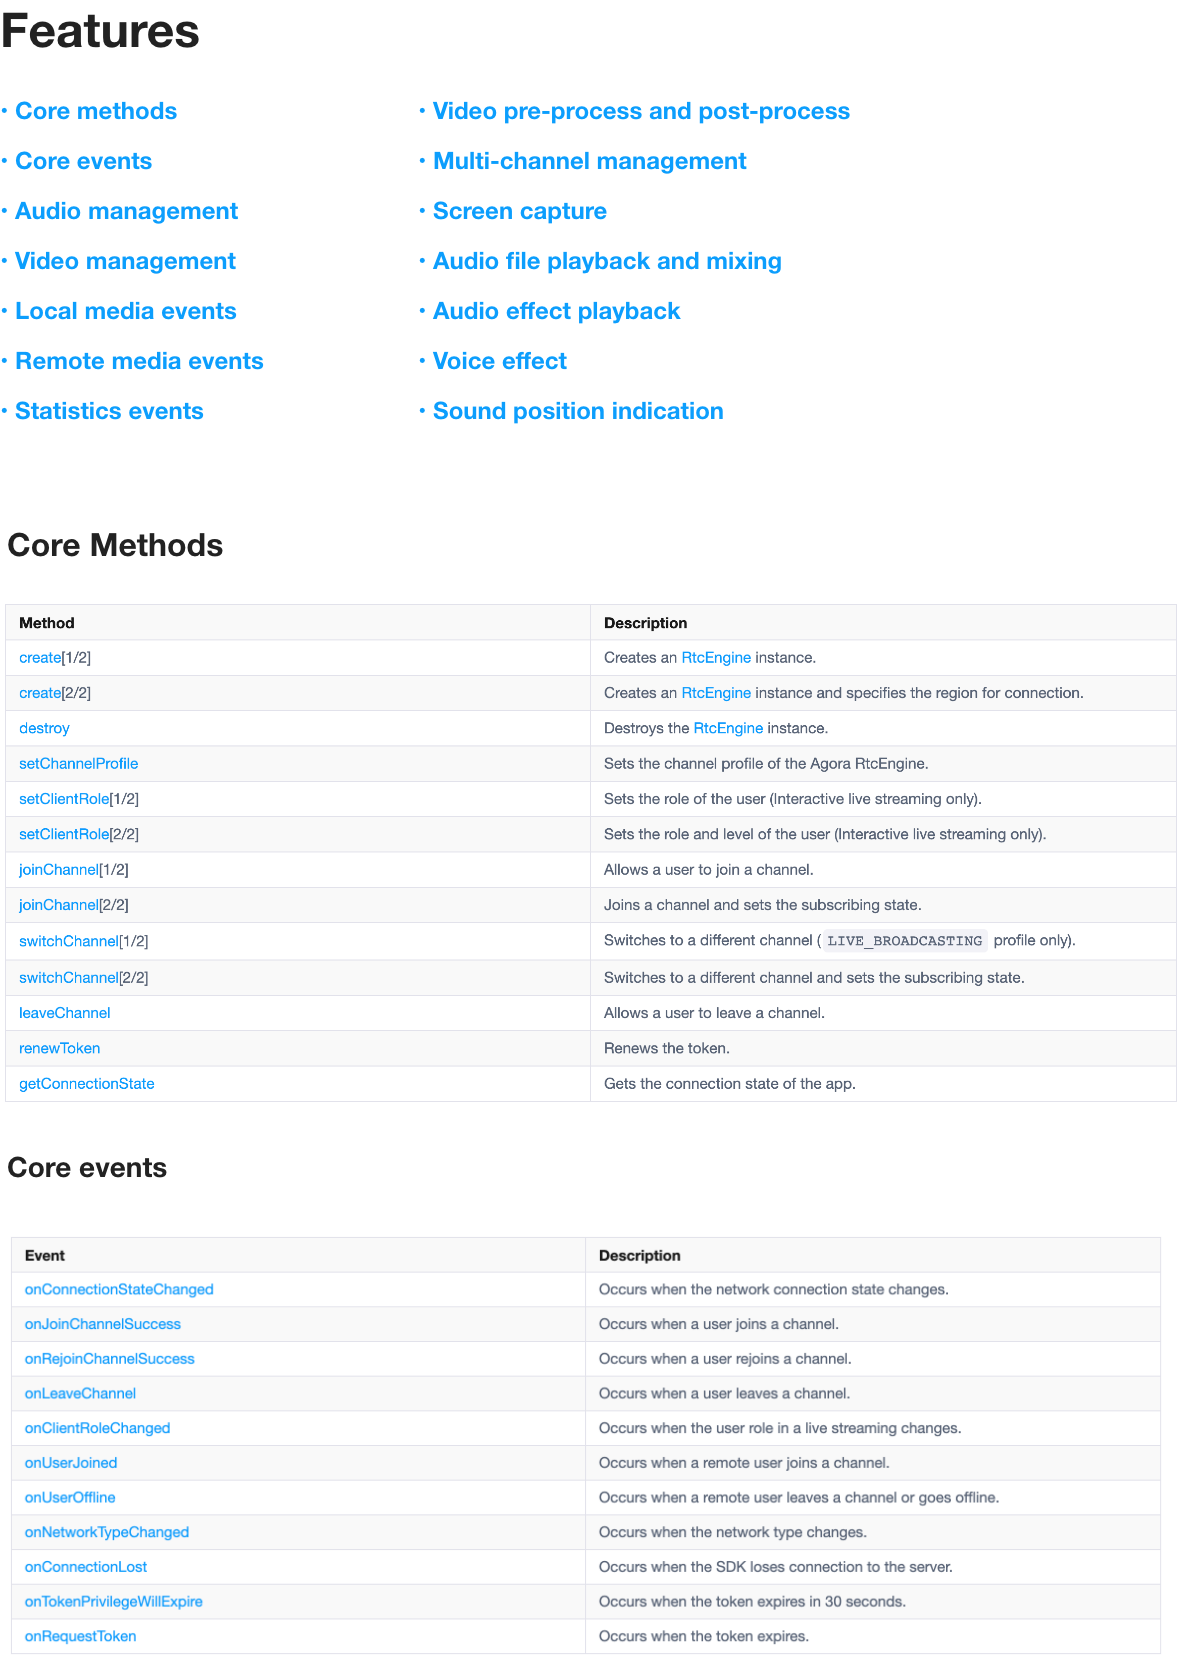 Features
• Core methods
• Core events
• Audio management
• Video management
• Local media events
• Remote media events
• Statistics events
• Video pre-process and post-process
• Multi-channel management
• Screen capture
• Audio file playback and mixing
• Audio effect playback
• Voice effect
• Sound position indication
Core Methods
Method Description
create[1/2] Creates an RtcEngine instance.
create[2/2] Creates an RtcEngine instance and specifies the region for connection.
destroy Destroys the RtcEngine instance.
setChannelProfile Sets the channel profile of the Agora RtcEngine.
setClientRole[1/2] Sets the role of the user (Interactive live streaming only).
setClientRole[2/2] Sets the role and level of the user (Interactive live streaming only).
joinChannel[1/2] Allows a user to join a channel.
joinChannel[2/2] Joins a channel and sets the subscribing state.
switchChannel[1/2] Switches to a different channel ( LIVE_BROADCASTING profile only).
switchChannel[2/2] Switches to a different channel and sets the subscribing state.
leaveChannel Allows a user to leave a channel.
renewToken Renews the token.
getConnectionState Gets the connection state of the app.
Core events
Event Description
onConnectionStateChanged Occurs when the network connection state changes.
onJoinChannelSuccess Occurs when a user joins a channel.
onRejoinChannelSuccess Occurs when a user rejoins a channel.
onLeaveChannel Occurs when a user leaves a channel.
onClientRoleChanged Occurs when the user role in a live streaming changes.
onUserJoined Occurs when a remote user joins a channel.
onUserOffline Occurs when a remote user leaves a channel or goes offline.
onNetworkTypeChanged Occurs when the network type changes.
onConnectionLost Occurs when the SDK loses connection to the server.
onTokenPrivilegeWillExpire Occurs when the token expires in 30 seconds.
onRequestToken Occurs when the token expires.